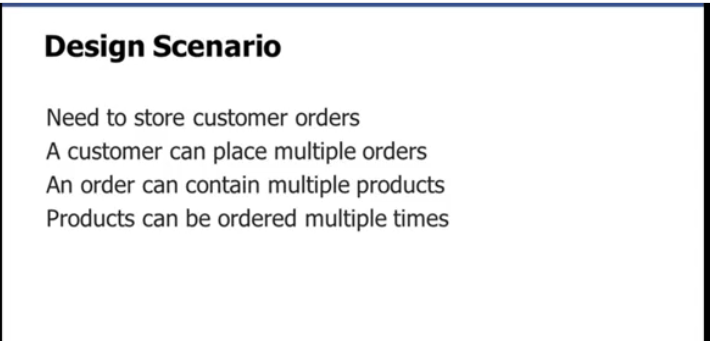 Design Scenario
Need to store customer orders
A customer can place multiple orders
An order can contain multiple products
Products can be ordered multiple times